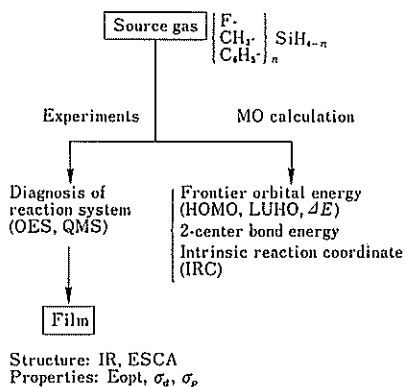 Source gas
F·
CH₃·
C₆H₅·
n
SiH₄₋ₙ
Experiments
MO calculation
Diagnosis of
reaction system
(OES, QMS)
Frontier orbital energy
(HOMO, LUHO, ΔE)
2-center bond energy
Intrinsic reaction coordinate
(IRC)
Film
Structure: IR, ESCA
Properties: Eopt, σd, σp